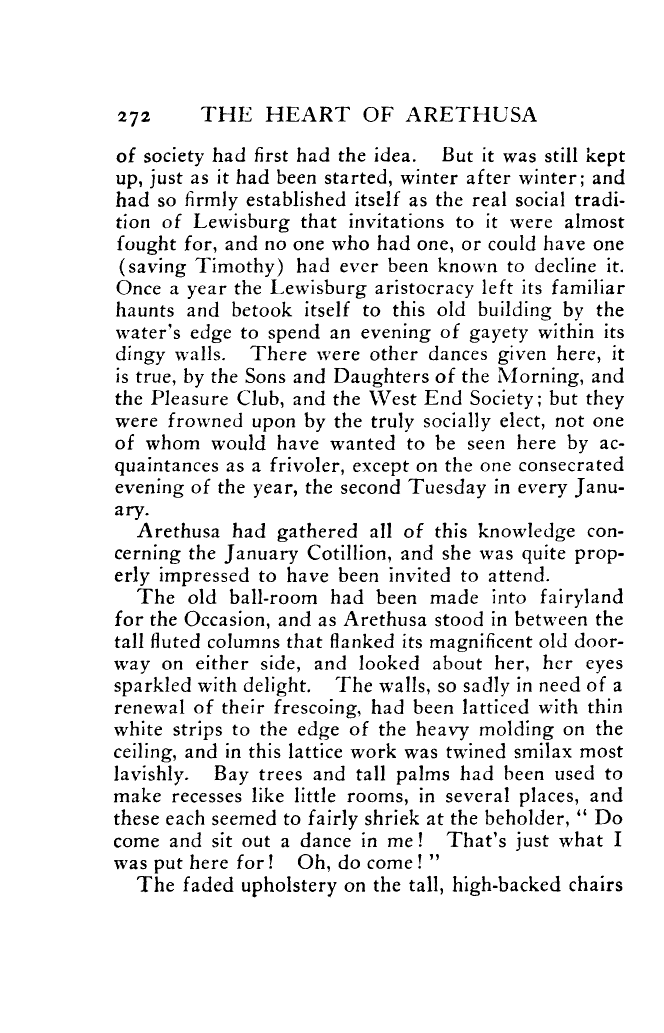 272 THE HEART OF ARETHUSA
of society had first had the idea. But it was still kept
up, just as it had been started, winter after winter; and
had so firmly established itself as the real social tradi-
tion of Lewisburg that invitations to it were almost
fought for, and no one who had one, or could have one
(saving Timothy) had ever been known to decline it.
Once a year the Lewisburg aristocracy left its familiar
haunts and betook itself to this old building by the
water's edge to spend an evening of gayety within its
dingy walls. There were other dances given here, it
is true, by the Sons and Daughters of the Morning, and
the Pleasure Club, and the West End Society; but they
were frowned upon by the truly socially elect, not one
of whom would have wanted to be seen here by ac-
quaintances as a frivoler, except on the one consecrated
evening of the year, the second Tuesday in every Janu-
ary.
Arethusa had gathered all of this knowledge con-
cerning the January Cotillion, and she was quite prop-
erly impressed to have been invited to attend.
The old ball-room had been made into fairyland
for the Occasion, and as Arethusa stood in between the
tall fluted columns that flanked its magnificent old door-
way on either side, and looked about her, her eyes
sparkled with delight. The walls, so sadly in need of a
renewal of their frescoing, had been latticed with thin
white strips to the edge of the heavy molding on the
ceiling, and in this lattice work was twined smilax most
lavishly. Bay trees and tall palms had been used to
make recesses like little rooms, in several places, and
these each seemed to fairly shriek at the beholder, " Do
come and sit out a dance in me! That's just what I
was put here for! Oh, do come! "
The faded upholstery on the tall, high-backed chairs